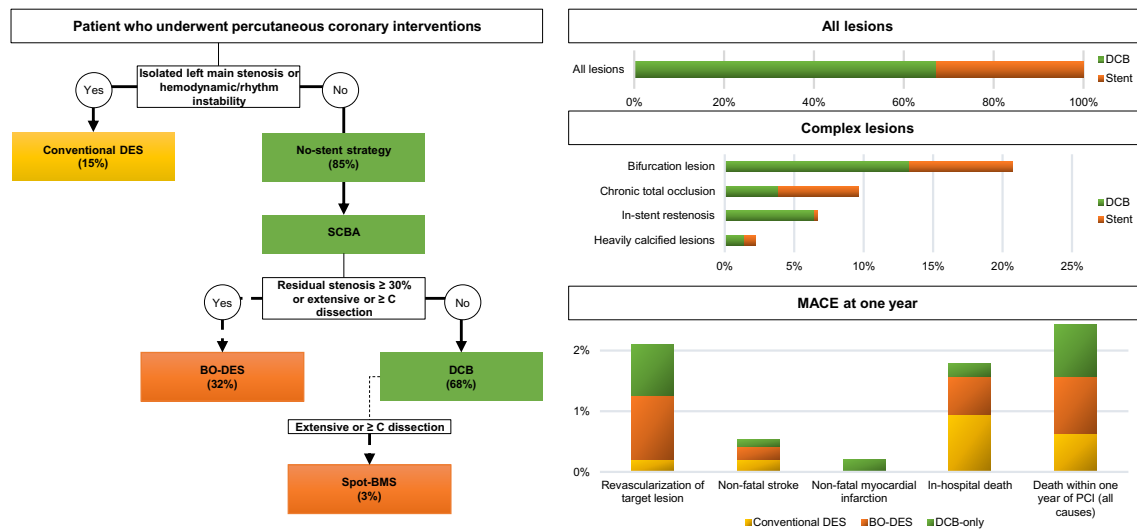 Patient who underwent percutaneous coronary interventions
Isolated left main stenosis or
hemodynamic/rhythm
instability
Yes
No
Conventional DES
(15%)
No-stent strategy
(85%)
SCBA
Residual stenosis ≥ 30%
or extensive or ≥ C
dissection
Yes
No
BO-DES
(32%)
DCB
(68%)
Extensive or ≥ C dissection
Spot-BMS
(3%)
All lesions
All lesions
DCB
Stent
0%
20%
40%
60%
80%
100%
Complex lesions
Bifurcation lesion
Chronic total occlusion
In-stent restenosis
Heavily calcified lesions
DCB
Stent
0%
5%
10%
15%
20%
25%
MACE at one year
2%
1%
0%
Revascularization of
target lesion
Non-fatal stroke
Non-fatal myocardial
infarction
In-hospital death
Death within one
year of PCI (all
causes)
Conventional DES
BO-DES
DCB-only